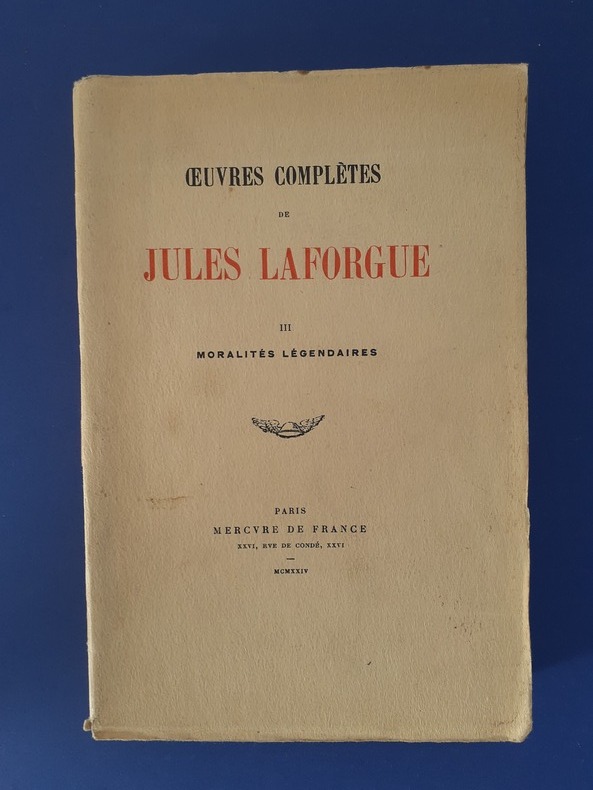 ŒUVRES COMPLÈTES
DE
JULES LAFORGUE
III
MORALITÉS LÉGENDAIRES
PARIS
MERCVRE DE FRANCE
XXVI, RVE DE CONDÉ, XXVI
MCMXXIV